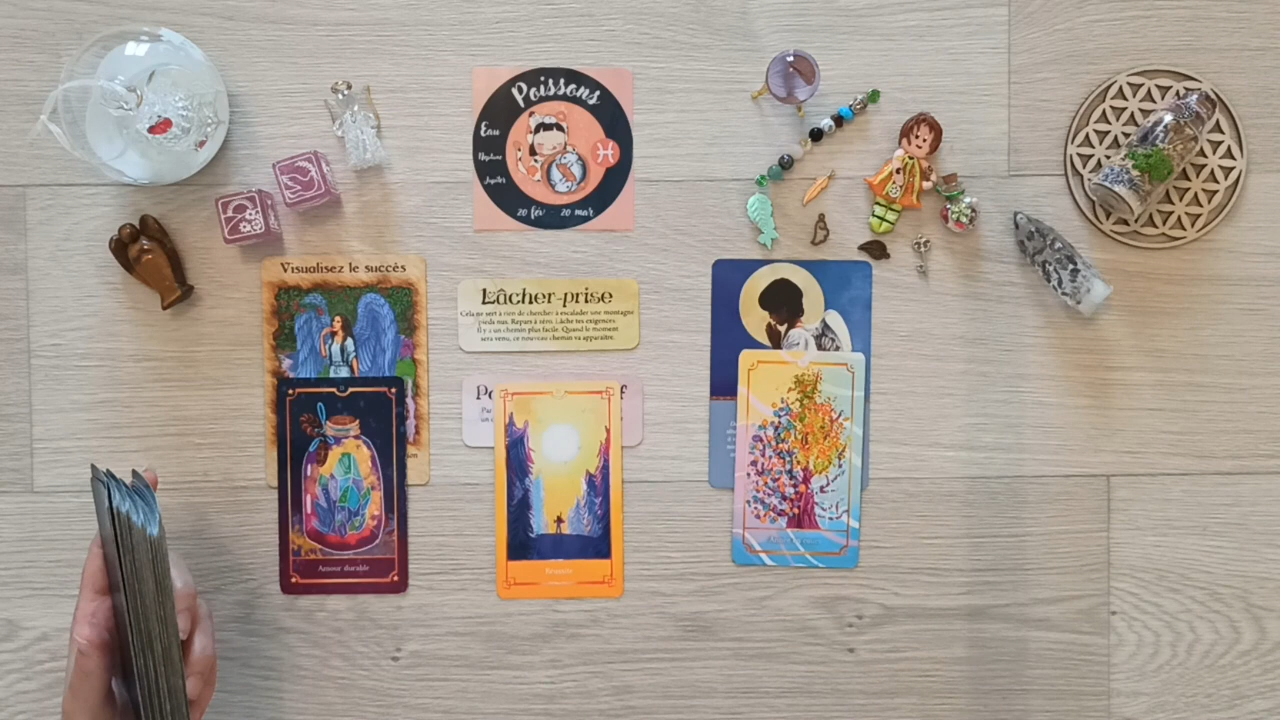 Poissons
Eau
Neptune
Jupiter
20 fév - 20 mar
Visualisez le succès
Lâcher-prise
Cela ne sert à rien de chercher à escalader une montagne
pieds nus. Repars à zéro. Lâche tes exigences.
Il y a un chemin plus facile. Quand le moment
sera venu, ce nouveau chemin va apparaître.
Amour durable
Réussite